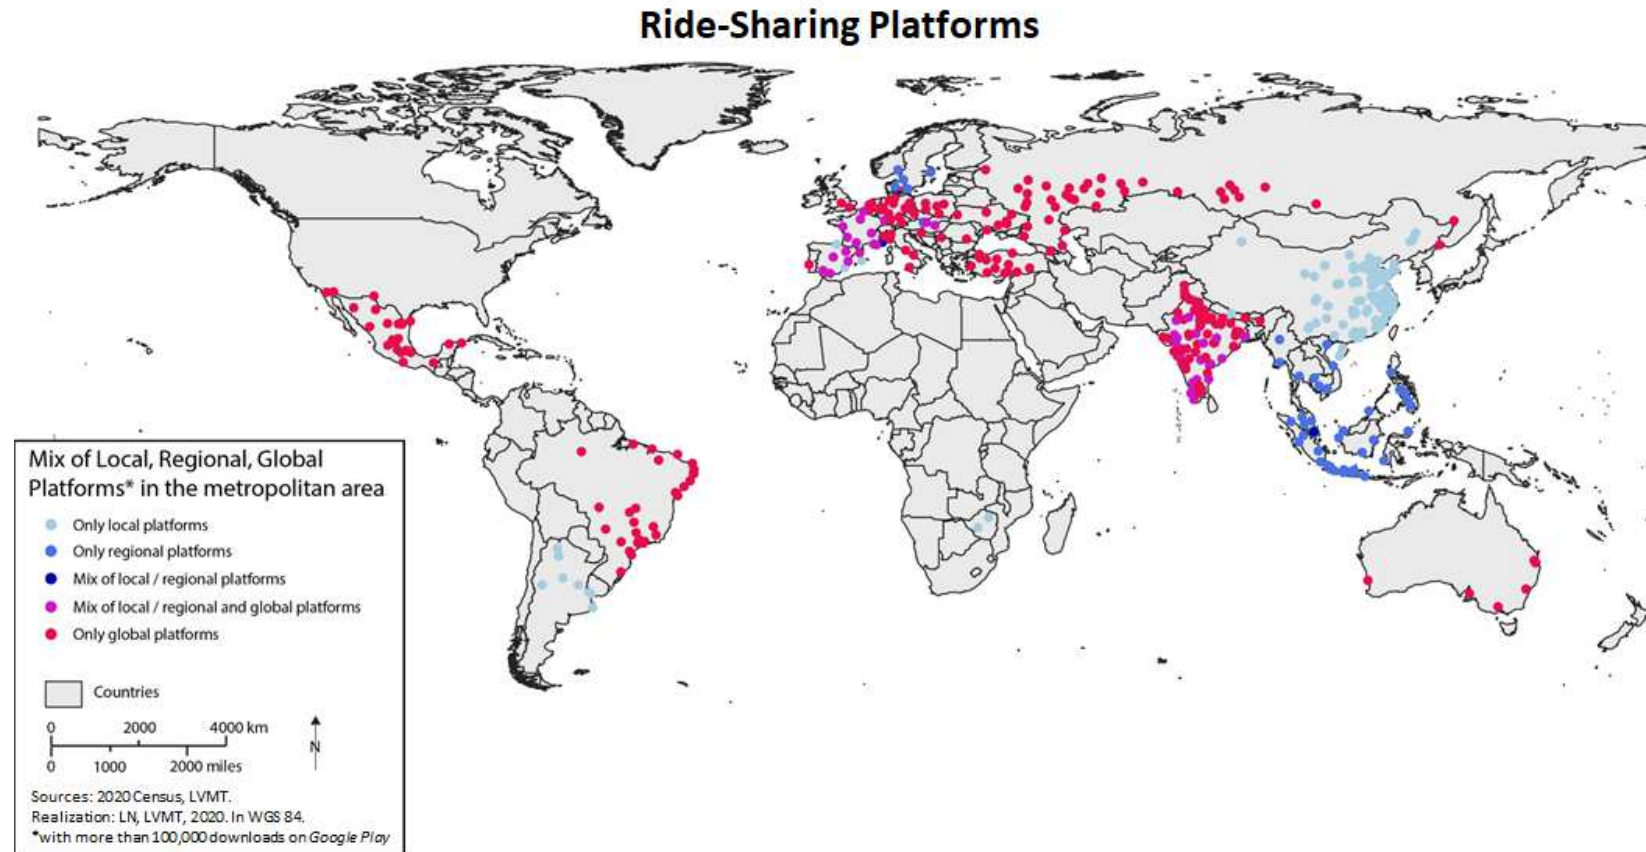 Ride-Sharing Platforms
Mix of Local, Regional, Global
Platforms* in the metropolitan area
Only local platforms
Only regional platforms
Mix of local / regional platforms
Mix of local / regional and global platforms
Only global platforms
Countries
0 2000 4000 km
0 1000 2000 miles
N
Sources: 2020 Census, LVMT.
Realization: LN, LVMT, 2020. In WGS 84.
*with more than 100,000 downloads on Google Play